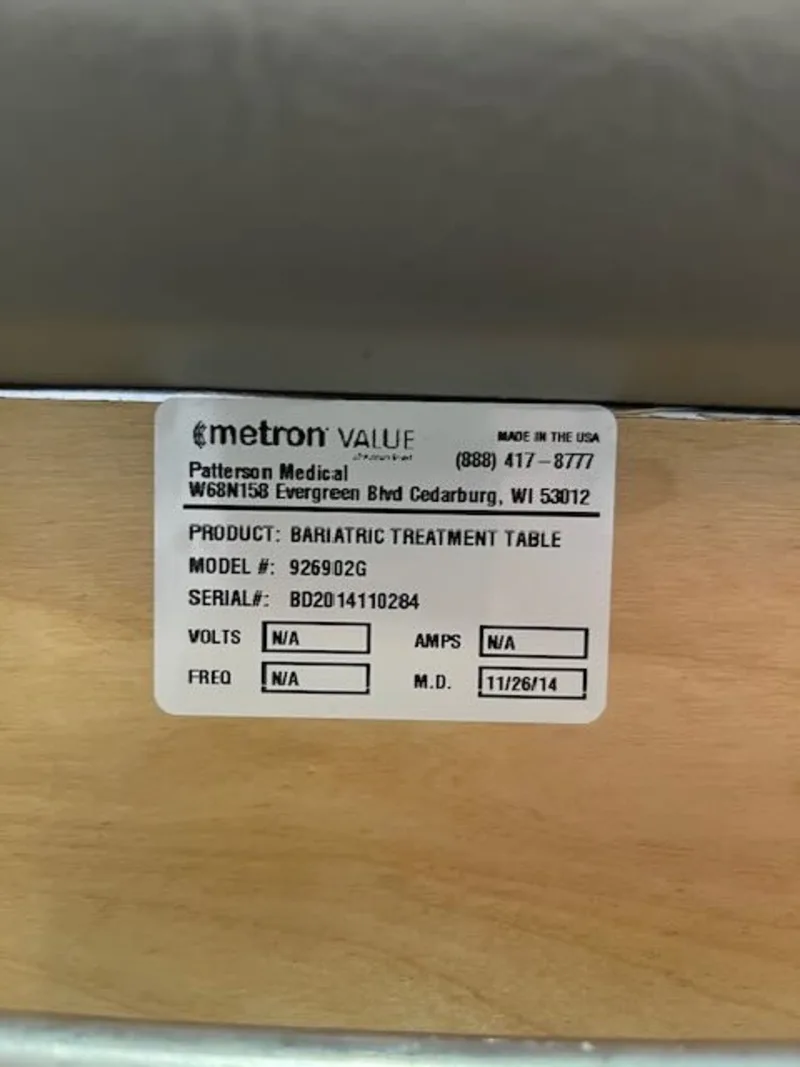 metron VALUE
MADE IN THE USA
(888) 417-8777
Patterson Medical
W68N158 Evergreen Blvd Cedarburg, WI 53012
PRODUCT: BARIATRIC TREATMENT TABLE
MODEL #: 926902G
SERIAL#: BD2014110284
VOLTS N/A AMPS N/A
FREQ N/A M.D. 11/26/14